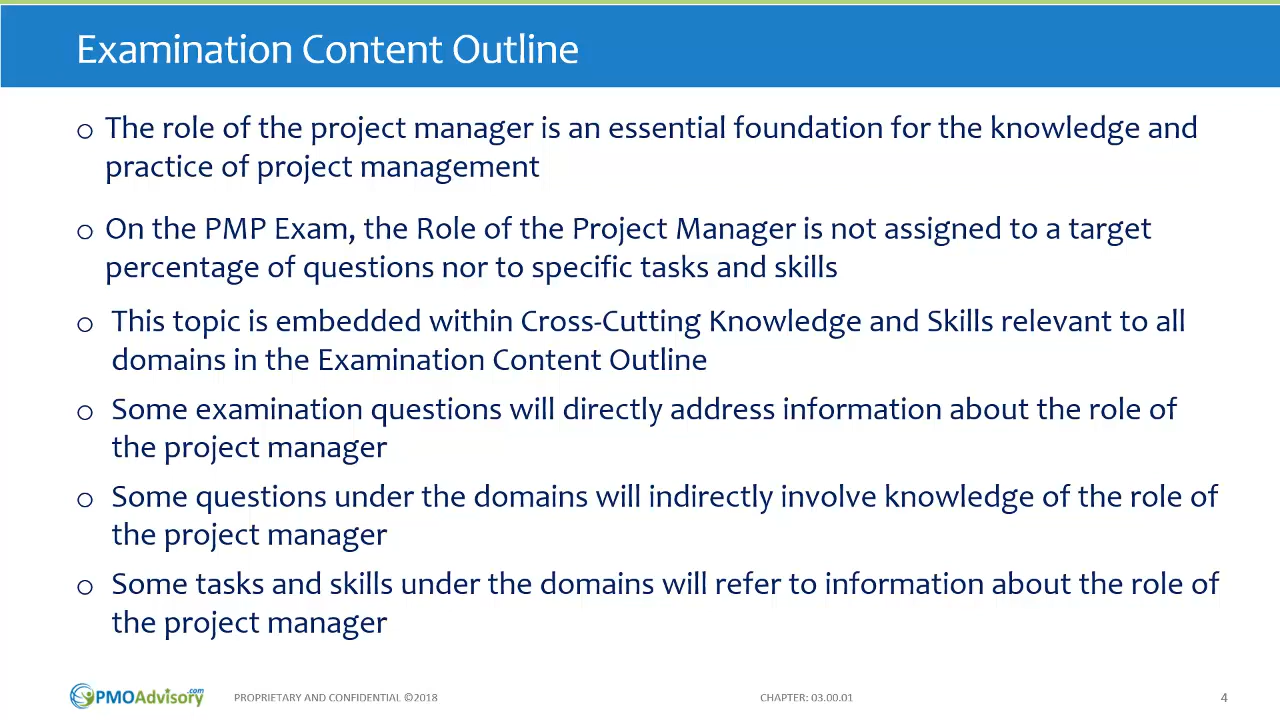 Examination Content Outline
o The role of the project manager is an essential foundation for the knowledge and
practice of project management
o On the PMP Exam, the Role of the Project Manager is not assigned to a target
percentage of questions nor to specific tasks and skills
o This topic is embedded within Cross-Cutting Knowledge and Skills relevant to all
domains in the Examination Content Outline
o Some examination questions will directly address information about the role of
the project manager
o Some questions under the domains will indirectly involve knowledge of the role of
the project manager
o Some tasks and skills under the domains will refer to information about the role of
the project manager
PMOAdvisory.com PROPRIETARY AND CONFIDENTIAL ©2018 CHAPTER: 03.00.01 4